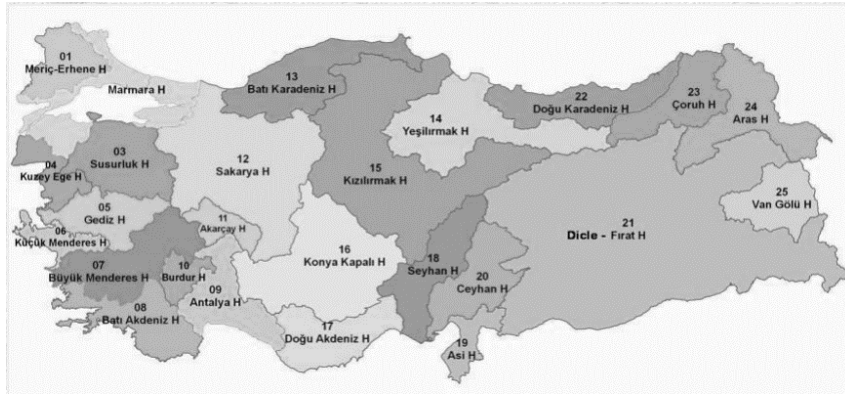 01
Meriç-Erhene H
Marmara H
03
Susurluk H
04
Kuzey Ege H
05
Gediz H
06
Küçük Menderes H
07
Büyük Menderes H
08
Batı Akdeniz H
09
Antalya H
10
Burdur H
11
Akarçay H
12
Sakarya H
13
Batı Karadeniz H
14
Yeşilırmak H
15
Kızılırmak H
16
Konya Kapalı H
17
Doğu Akdeniz H
18
Seyhan H
19
Asi H
20
Ceyhan H
21
Dicle - Fırat H
22
Doğu Karadeniz H
23
Çoruh H
24
Aras H
25
Van Gölü H